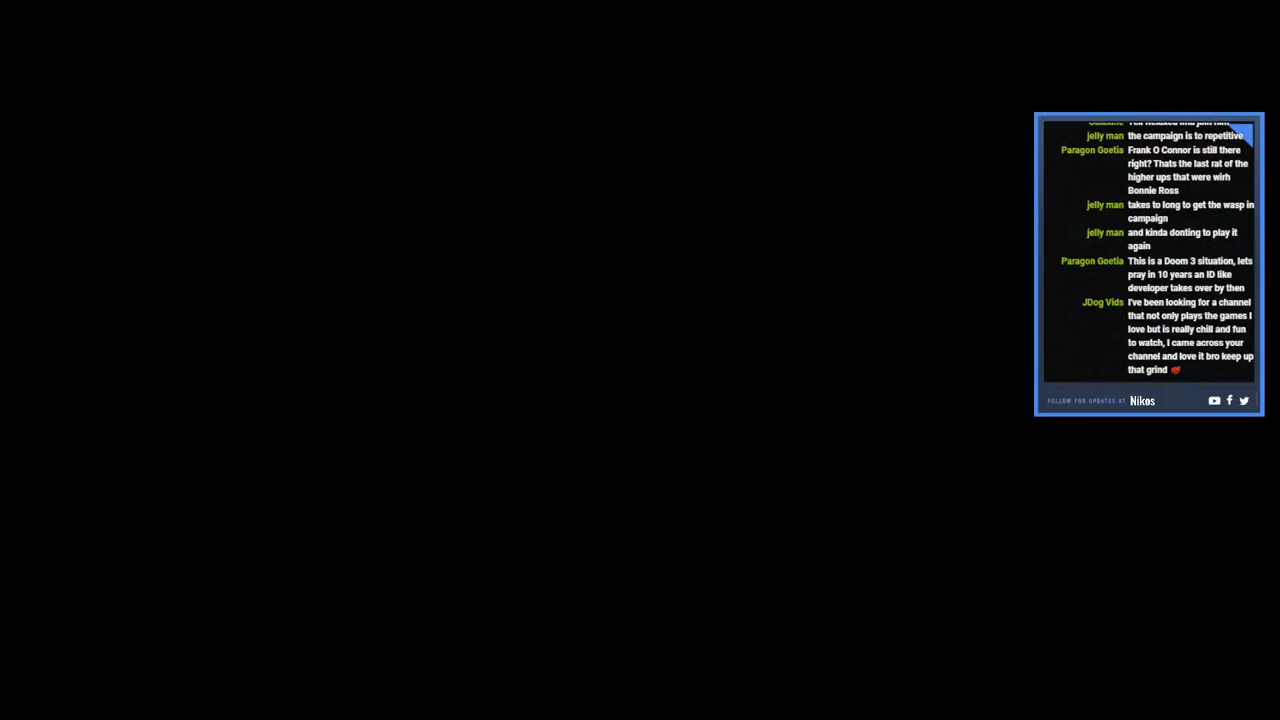 jelly man the campaign is to repetitive
Paragon Goetia Frank O Connor is still there
right? Thats the last rat of the
higher ups that were wirh
Bonnie Ross
jelly man takes to long to get the wasp in
campaign
jelly man and kinda donting to play it
again
Paragon Goetia This is a Doom 3 situation, lets
pray in 10 years an ID like
developer takes over by then
JDog Vids I've been looking for a channel
that not only plays the games I
love but is really chill and fun
to watch, I came across your
channel and love it bro keep up
that grind
FOLLOW FOR UPDATES AT Nikos